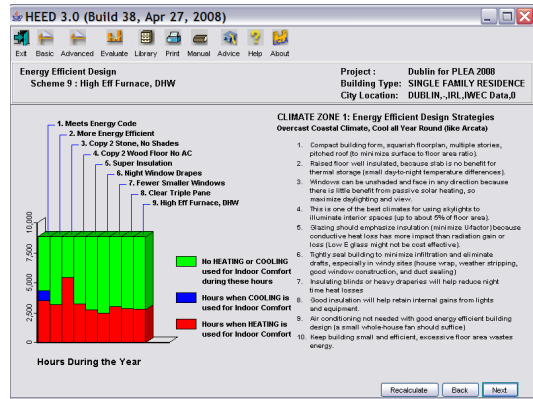 HEED 3.0 (Build 38, Apr 27, 2008)
Exit Basic Advanced Evaluate Library Print Manual Advice Help About
Energy Efficient Design
Scheme 9 : High Eff Furnace, DHW
Project : Dublin for PLEA 2008
Building Type: SINGLE FAMILY RESIDENCE
City Location: DUBLIN,-,IRL,IWEC Data,0
1. Meets Energy Code
2. More Energy Efficient
3. Copy 2 Stone, No Shades
4. Copy 2 Wood Floor No AC
5. Super Insulation
6. Night Window Drapes
7. Fewer Smaller Windows
8. Clear Triple Pane
9. High Eff Furnace, DHW
10,000
7,500
5,000
2,500
0
No HEATING or COOLING
used for Indoor Comfort
during these hours
Hours when COOLING is
used for Indoor Comfort
Hours when HEATING is
used for Indoor Comfort
Hours During the Year
CLIMATE ZONE 1: Energy Efficient Design Strategies
Overcast Coastal Climate, Cool all Year Round (like Arcata)
1. Compact building form, squarish floorplan, multiple stories,
pitched roof (to minimize surface to floor area ratio).
2. Raised floor well insulated, because slab is no benefit for
thermal storage (small day-to-night temperature differences).
3. Windows can be unshaded and face in any direction because
there is little benefit from passive solar heating, so
maximize daylighting and view.
4. This is one of the best climates for using skylights to
illuminate interior spaces (up to about 5% of floor area).
5. Glazing should emphasize insulation (minimize U-factor) because
conductive heat loss has more impact than radiation gain or
loss (Low E glass might not be cost effective).
6. Tightly seal building to minimize infiltration and eliminate
drafts, especially in windy sites (house wrap, weather stripping,
good window construction, and duct sealing)
7. Insulating blinds or heavy draperies will help reduce night
time heat losses
8. Good insulation will help retain internal gains from lights
and equipment.
9. Air conditioning not needed with good energy efficient building
design (a small whole-house fan should suffice)
10. Keep building small and efficient, excessive floor area wastes
energy.
Recalculate Back Next